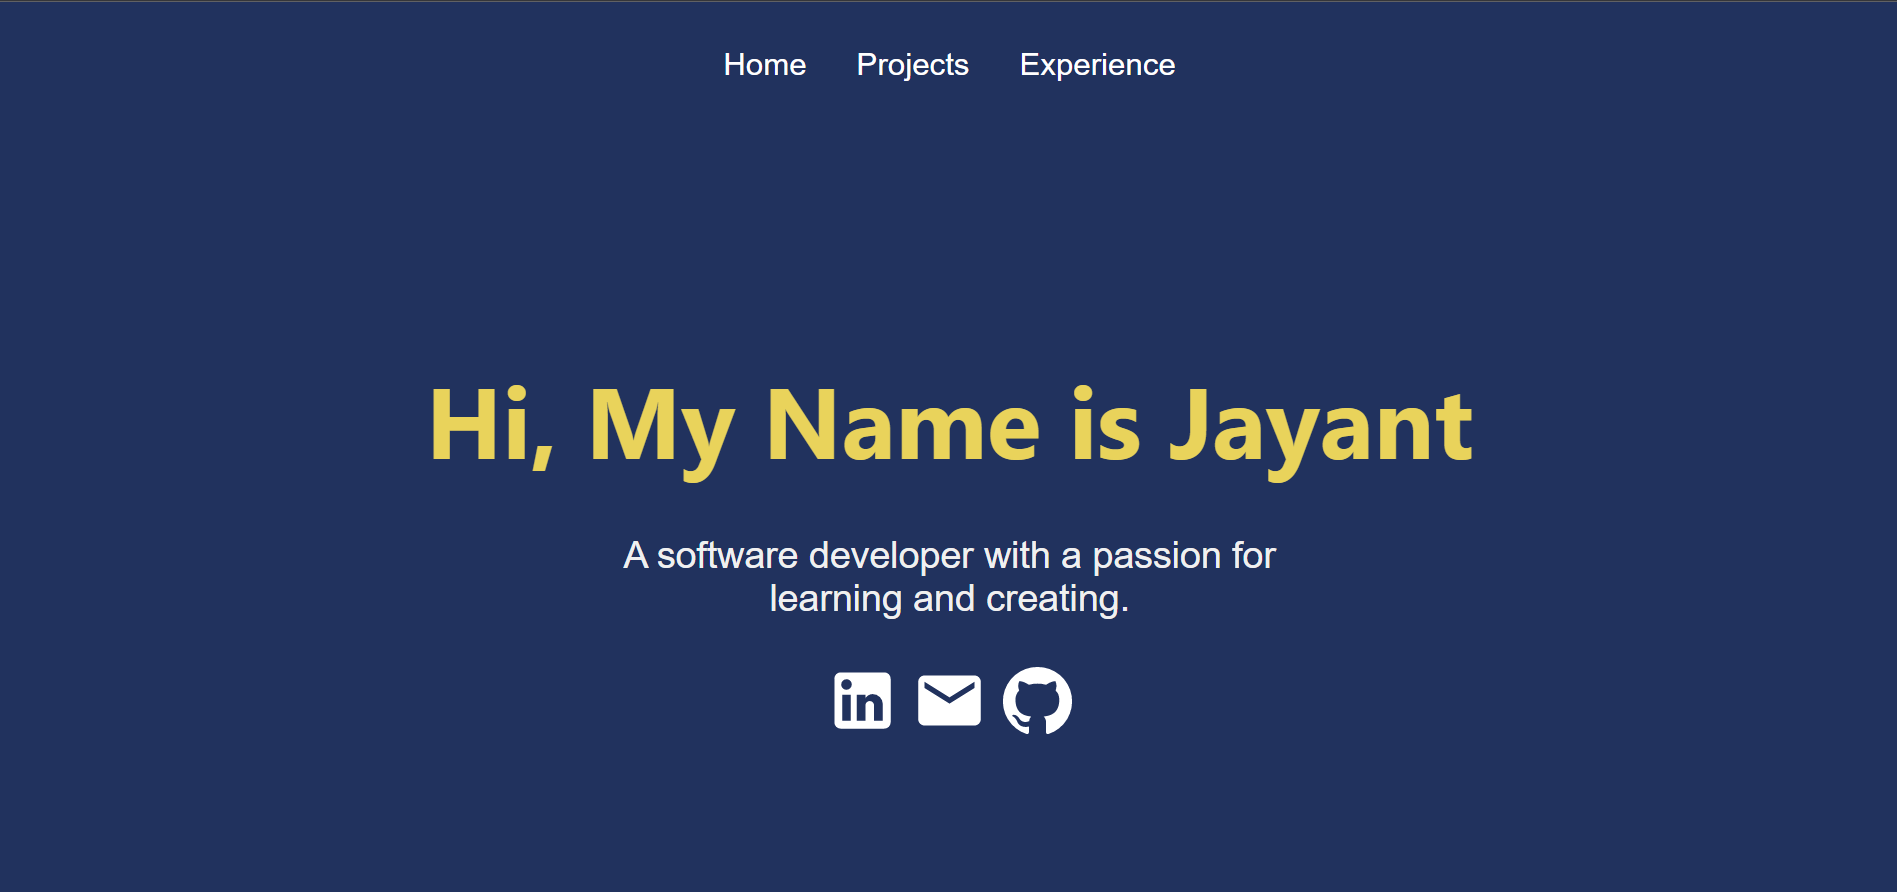 Home Projects Experience
Hi, My Name is Jayant
A software developer with a passion for
learning and creating.
in